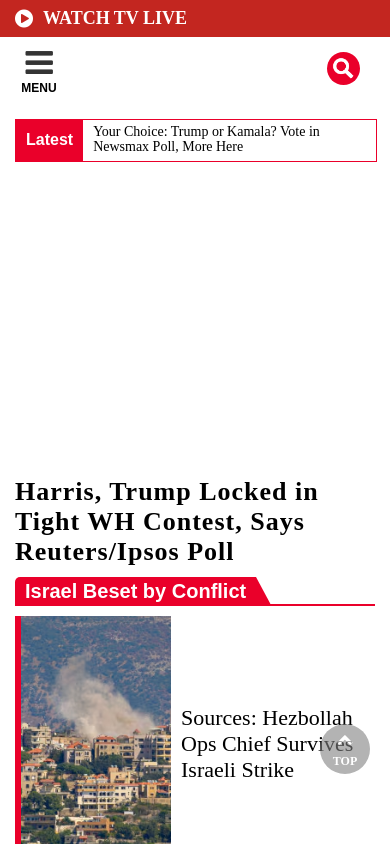 WATCH TV LIVE
MENU
Latest
Your Choice: Trump or Kamala? Vote in
Newsmax Poll, More Here
Harris, Trump Locked in
Tight WH Contest, Says
Reuters/Ipsos Poll
Israel Beset by Conflict
Sources: Hezbollah
Ops Chief Survives
Israeli Strike
TOP